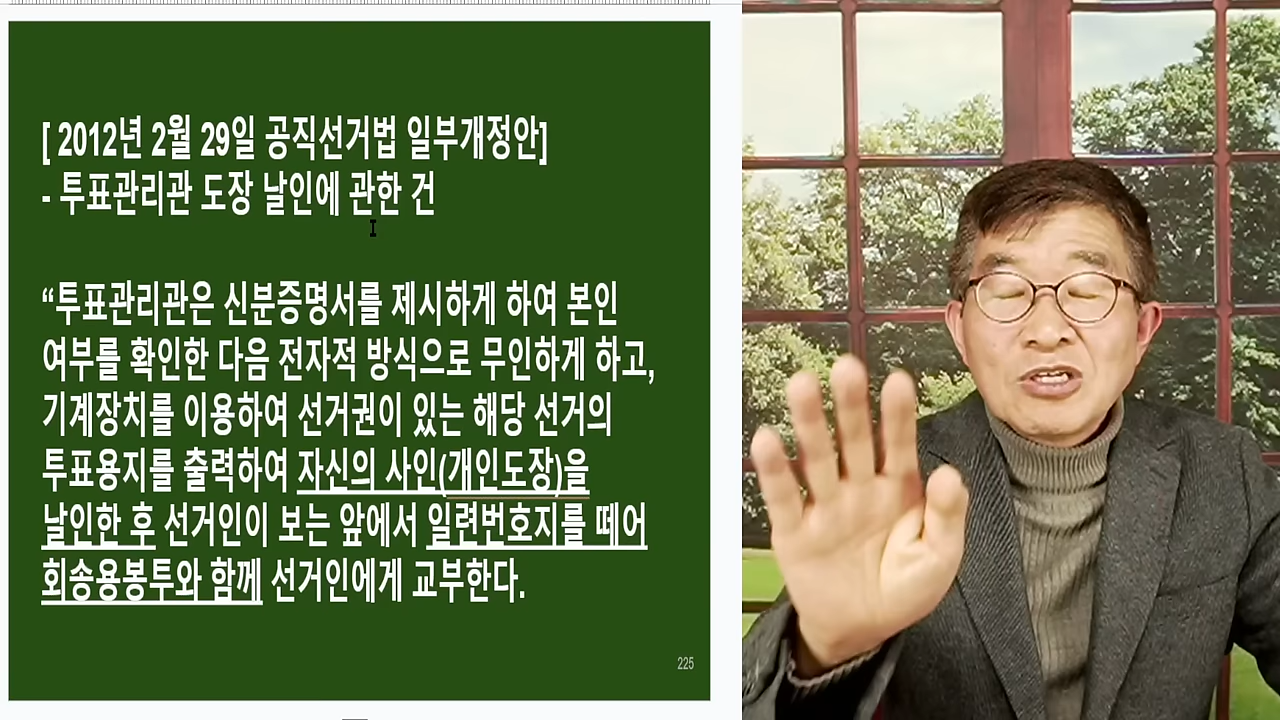 [ 2012년 2월 29일 공직선거법 일부개정안]
- 투표관리관 도장 날인에 관한 건
“투표관리관은 신분증명서를 제시하게 하여 본인
여부를 확인한 다음 전자적 방식으로 무인하게 하고,
기계장치를 이용하여 선거권이 있는 해당 선거의
투표용지를 출력하여 자신의 사인(개인도장)을
날인한 후 선거인이 보는 앞에서 일련번호지를 떼어
회송용봉투와 함께 선거인에게 교부한다.
225